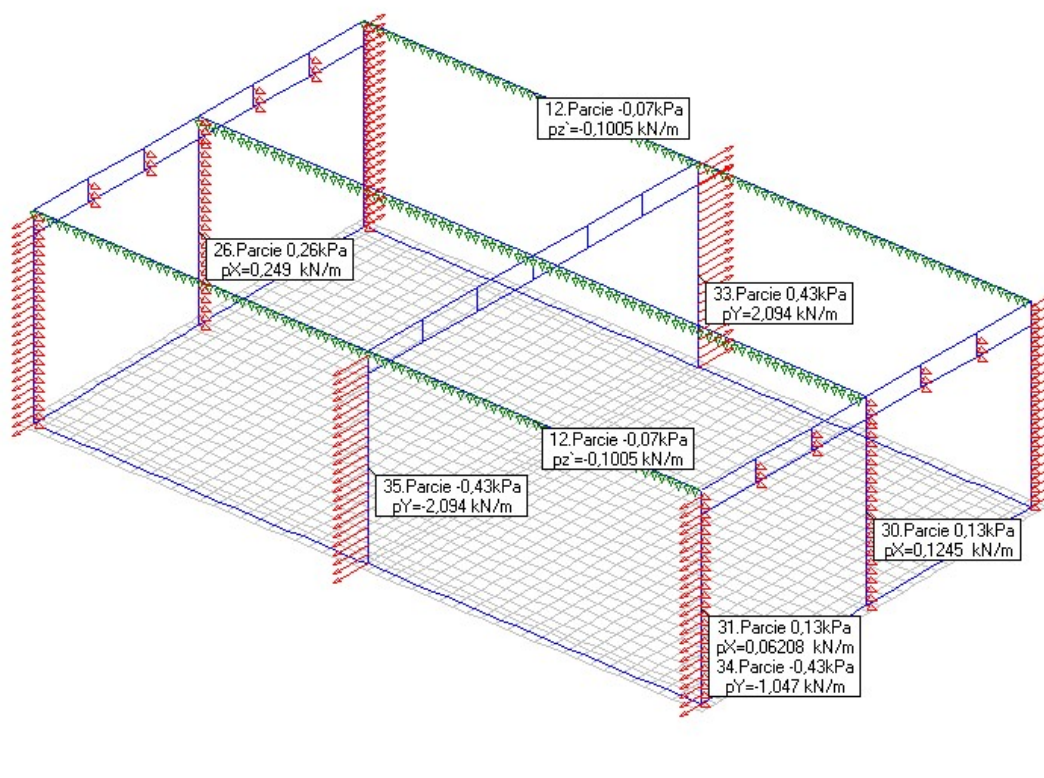 12.Parcie -0,07kPa
pz`=-0,1005 kN/m
26.Parcie 0,26kPa
pX=0,249 kN/m
33.Parcie 0,43kPa
pY=2,094 kN/m
12.Parcie -0,07kPa
pz`=-0,1005 kN/m
35.Parcie -0,43kPa
pY=-2,094 kN/m
30.Parcie 0,13kPa
pX=0,1245 kN/m
31.Parcie 0,13kPa
pX=0,06208 kN/m
34.Parcie -0,43kPa
pY=-1,047 kN/m